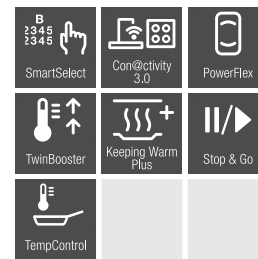 B
2345
2345
SmartSelect
Con@ctivity
3.0
PowerFlex
TwinBooster
Keeping Warm
Plus
Stop & Go
TempControl